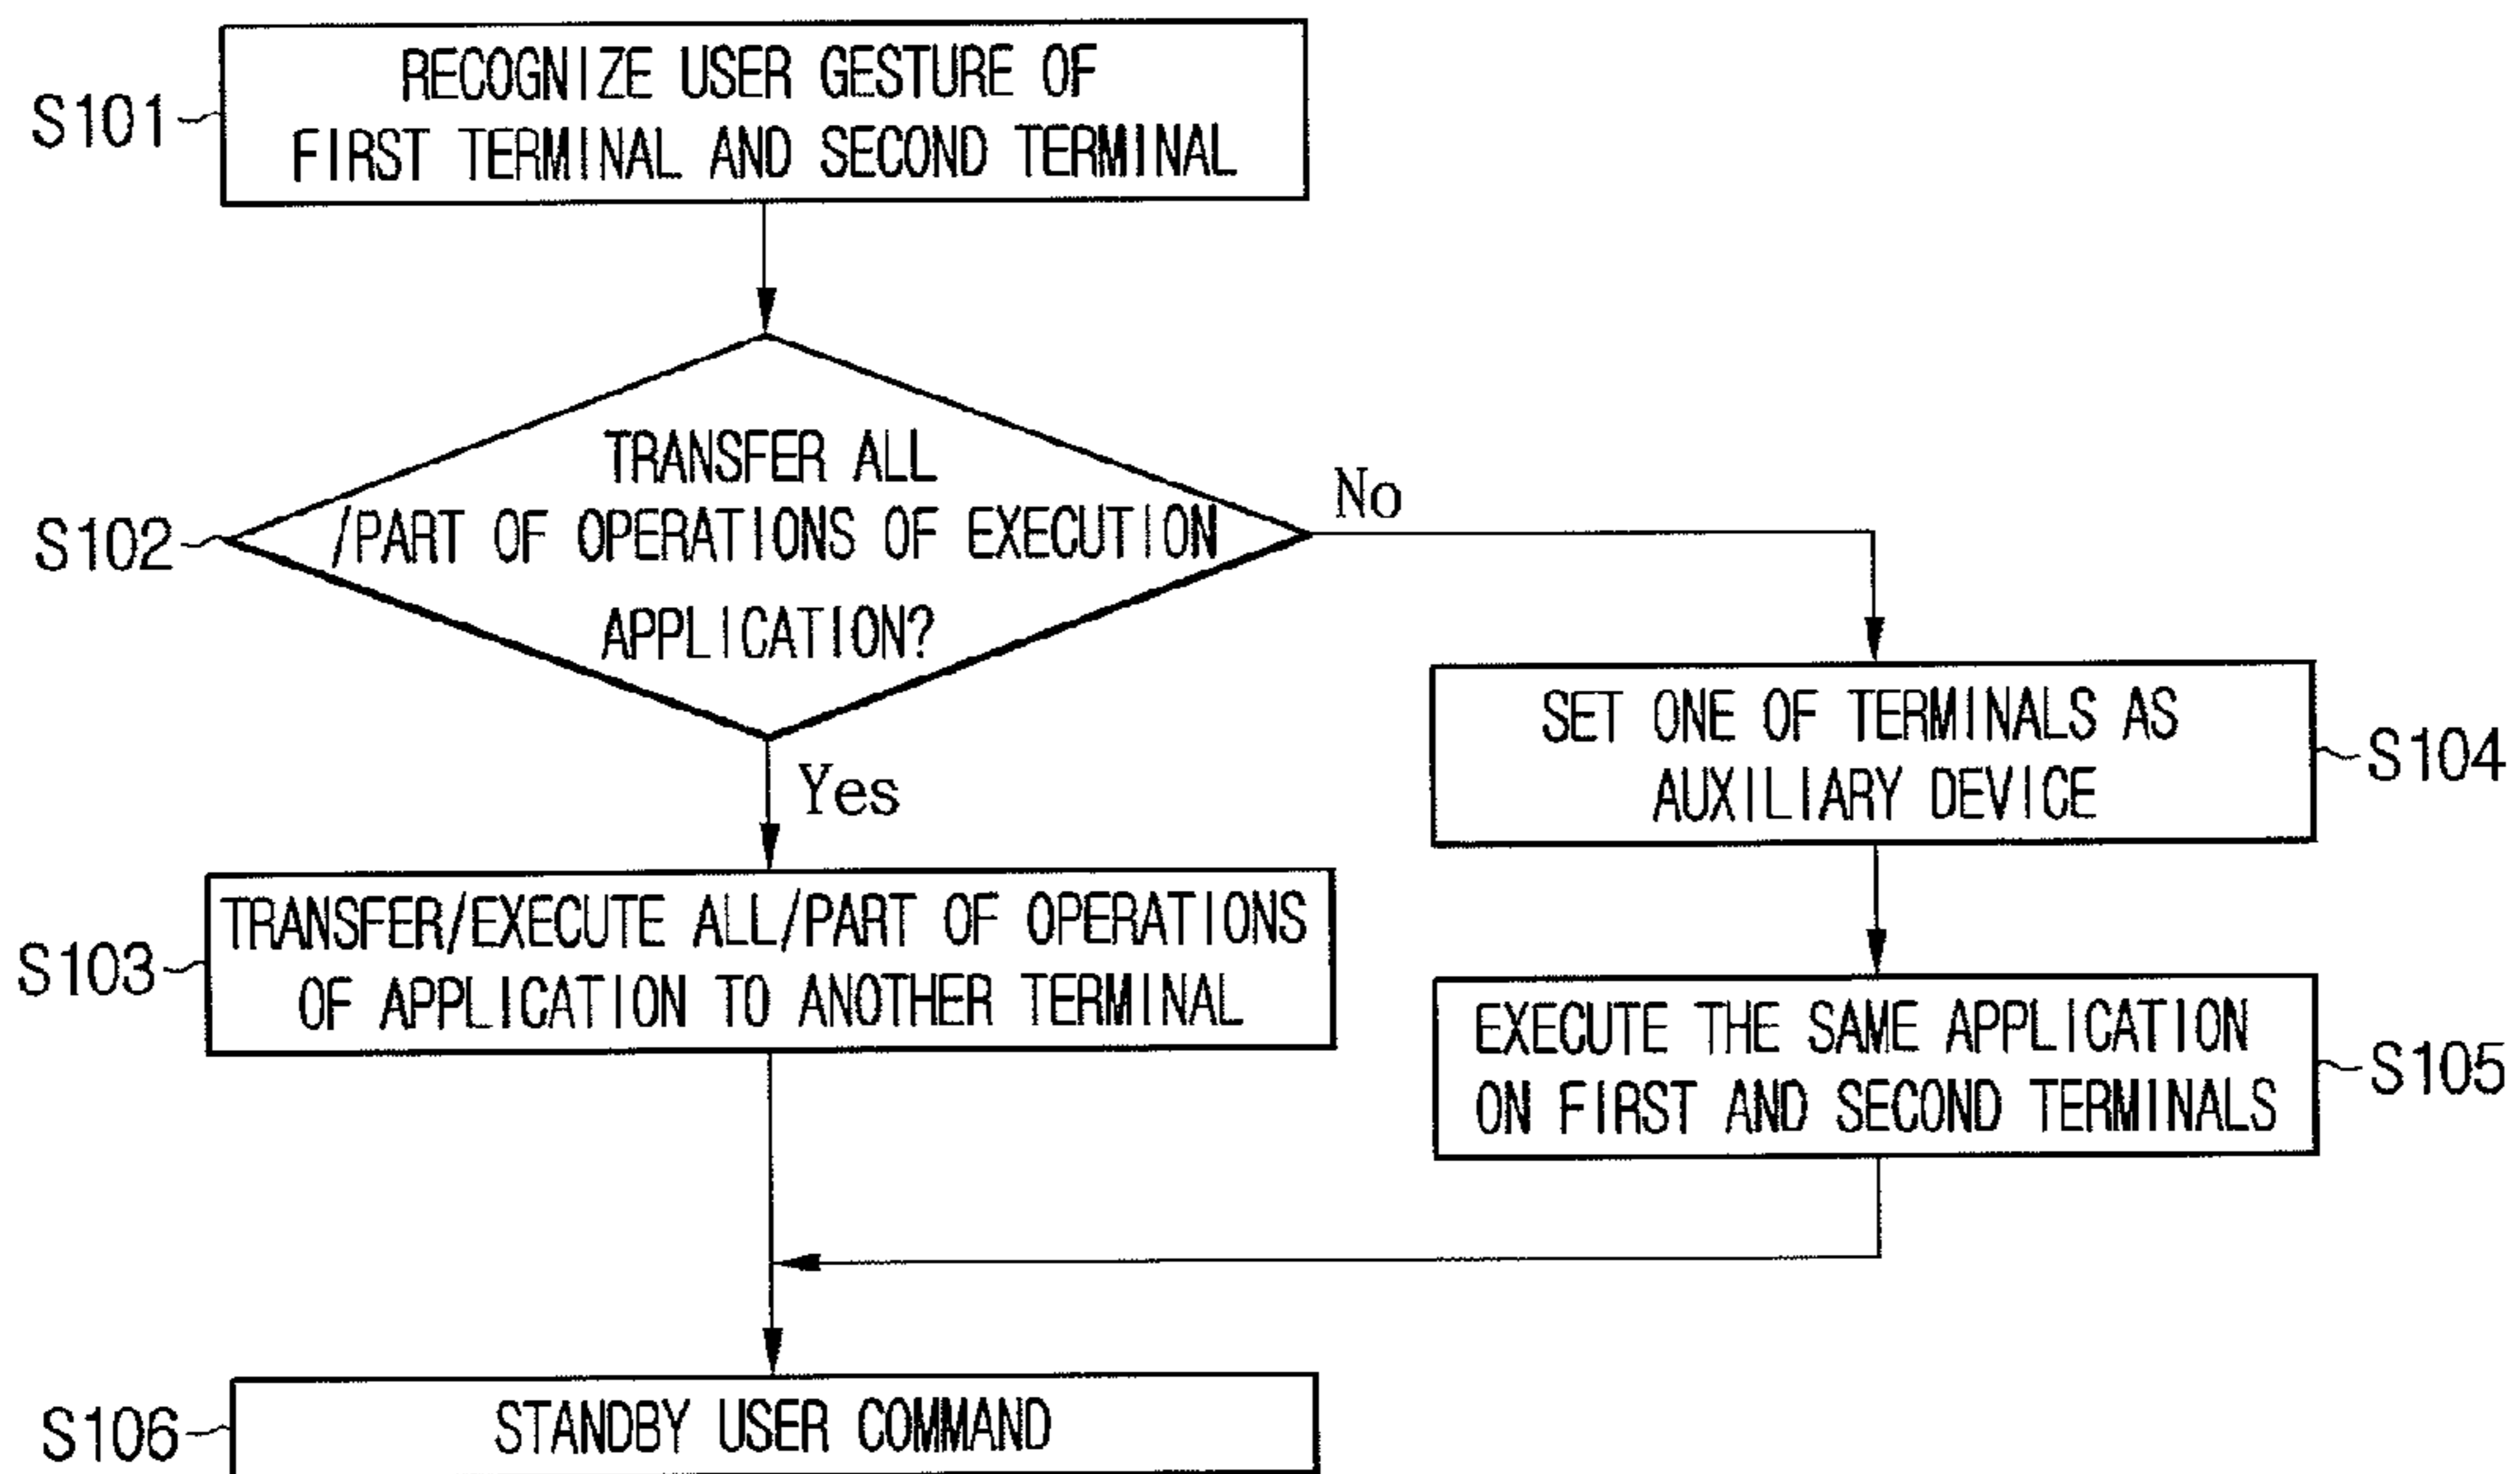 S101
RECOGNIZE USER GESTURE OF
FIRST TERMINAL AND SECOND TERMINAL
S102
TRANSFER ALL
/PART OF OPERATIONS OF EXECUTION
APPLICATION?
No
Yes
SET ONE OF TERMINALS AS
AUXILIARY DEVICE
S104
S103
TRANSFER/EXECUTE ALL/PART OF OPERATIONS
OF APPLICATION TO ANOTHER TERMINAL
EXECUTE THE SAME APPLICATION
ON FIRST AND SECOND TERMINALS
S105
S106
STANDBY USER COMMAND